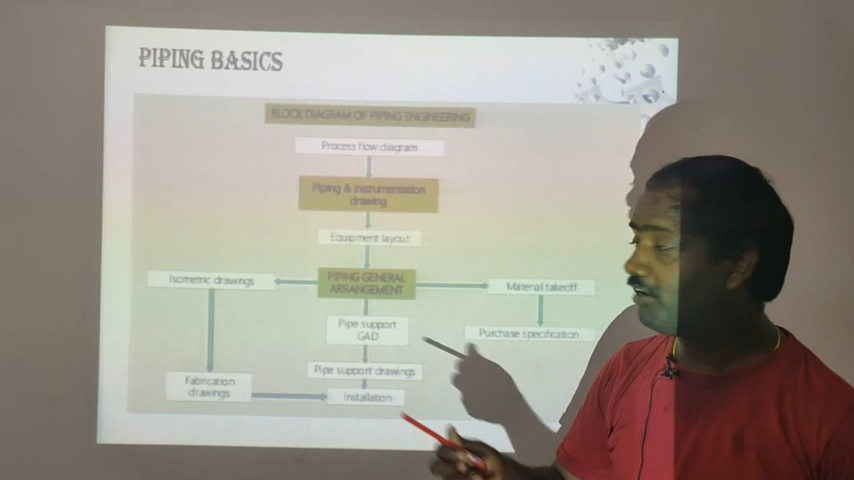 PIPING BASICS
BLOCK DIAGRAM OF PIPING ENGINEERING
Process flow diagram
Piping & instrumentation
drawing
Equipment layout
Isometric drawings
PIPING GENERAL
ARRANGEMENT
Material takeoff
Pipe support
GAD
Purchase specification
Pipe support drawings
Fabrication
drawings
Installation